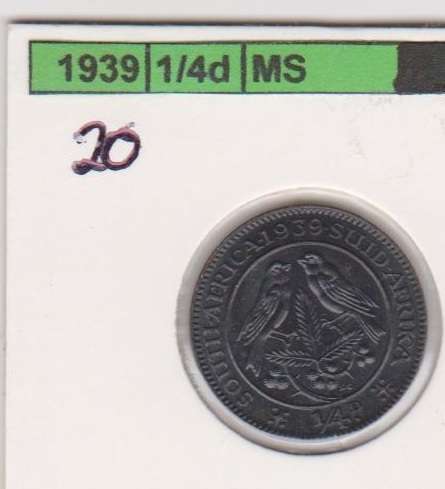 1939 1/4d MS
20
SOUTH AFRICA·1939·SUID AFRIKA
1/4D